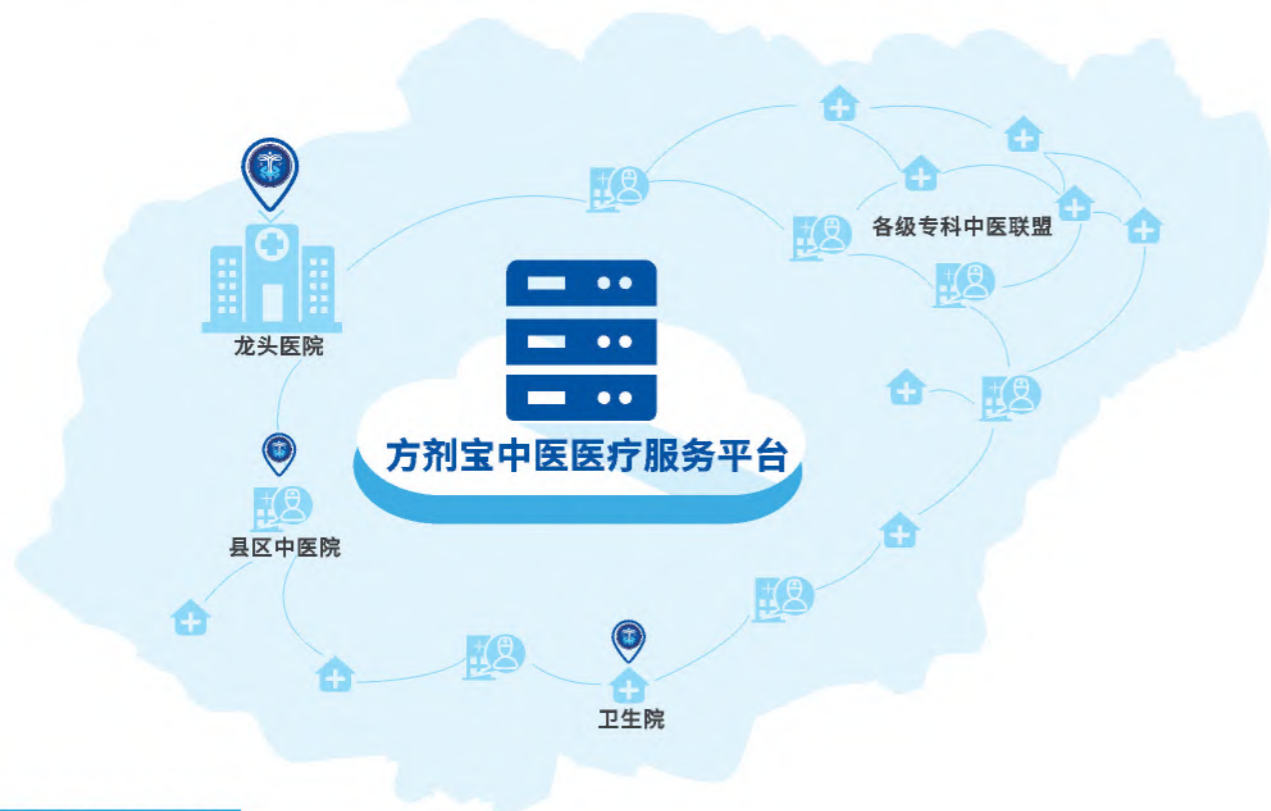 各级专科中医联盟
龙头医院
方剂宝中医医疗服务平台
县区中医院
卫生院